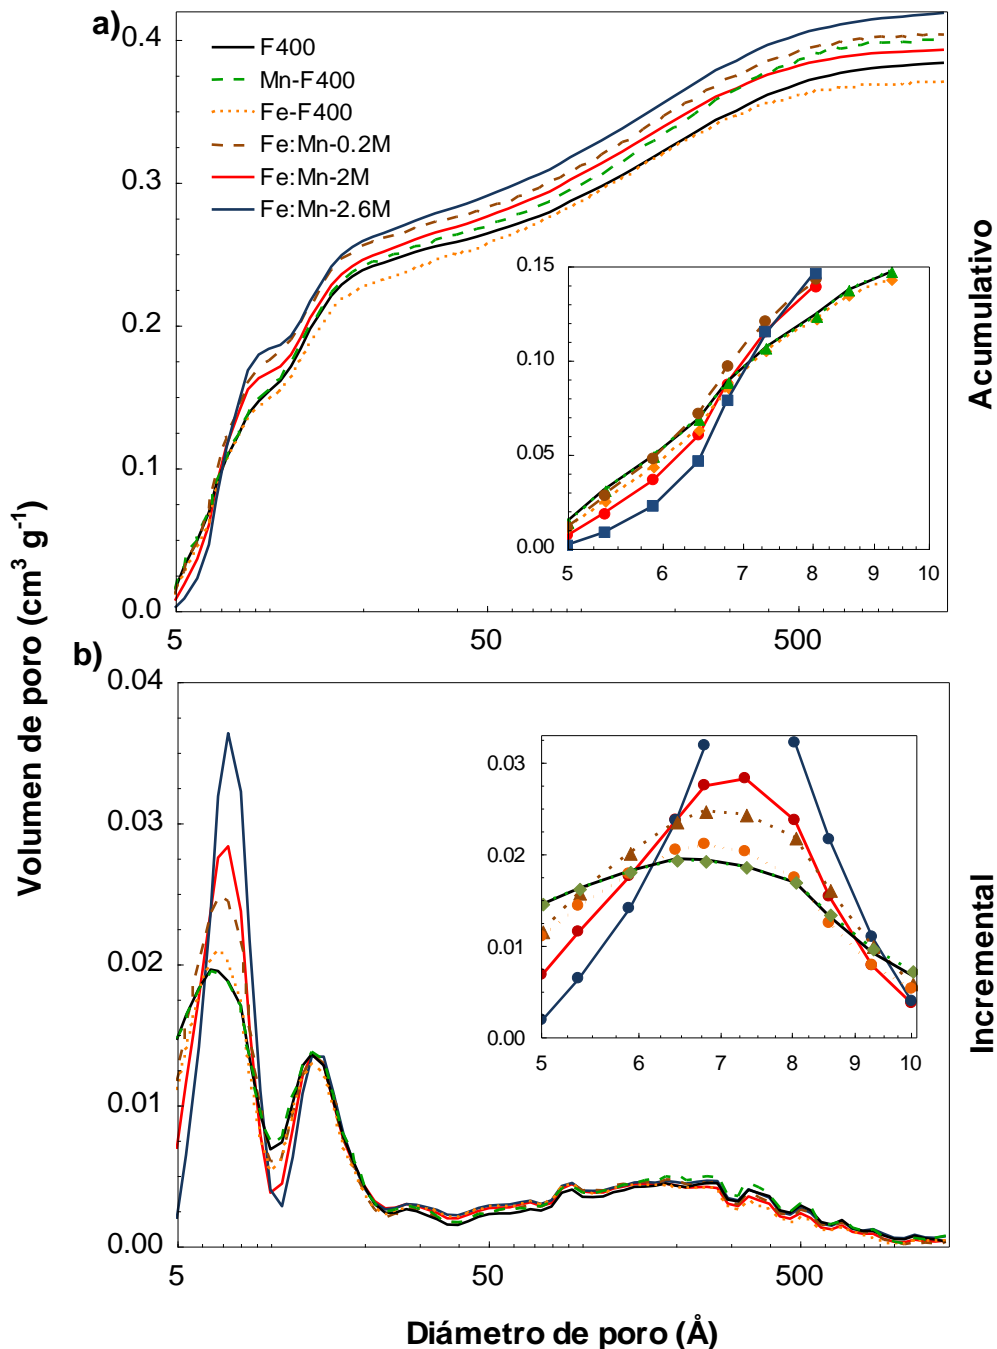 a)
0.4
0.3
0.2
0.1
0.0
F400
Mn-F400
Fe-F400
Fe:Mn-0.2M
Fe:Mn-2M
Fe:Mn-2.6M
0.15
0.10
0.05
0.00
5 6 7 8 9 10
5 50 500
Acumulativo
Volumen de poro (cm³ g⁻¹)
b)
0.04
0.03
0.02
0.01
0.00
0.03
0.02
0.01
0.00
5 6 7 8 9 10
5 50 500
Incremental
Diámetro de poro (Å)